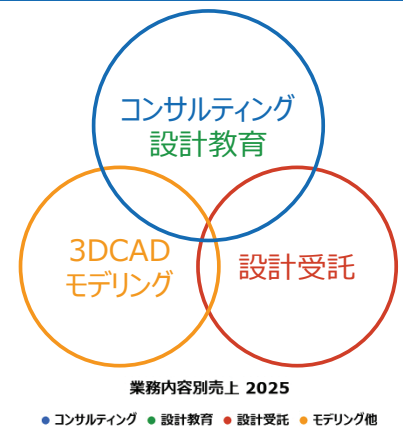 コンサルティング
設計教育
3DCAD
モデリング
設計受託
業務内容別売上 2025
コンサルティング 設計教育 設計受託 モデリング他